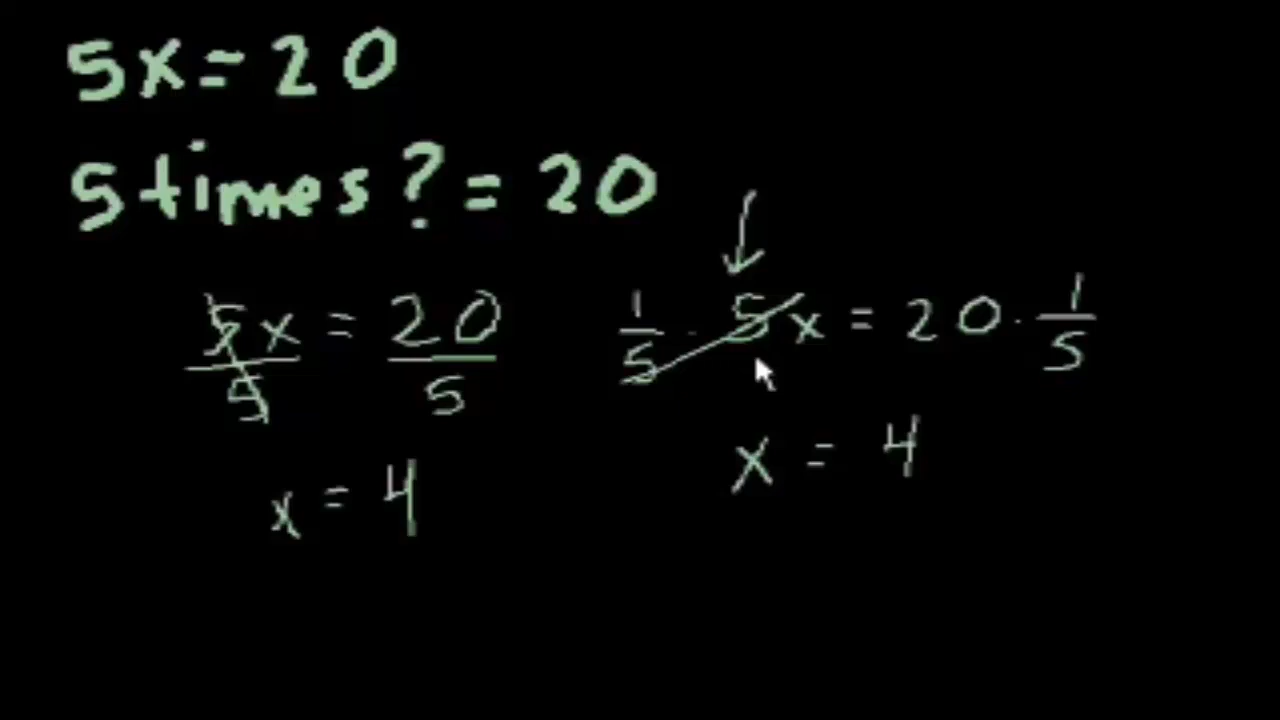 5x=20
5 times ? = 20
5x/5 = 20/5
x = 4
1/5 · 5x = 20 · 1/5
x = 4